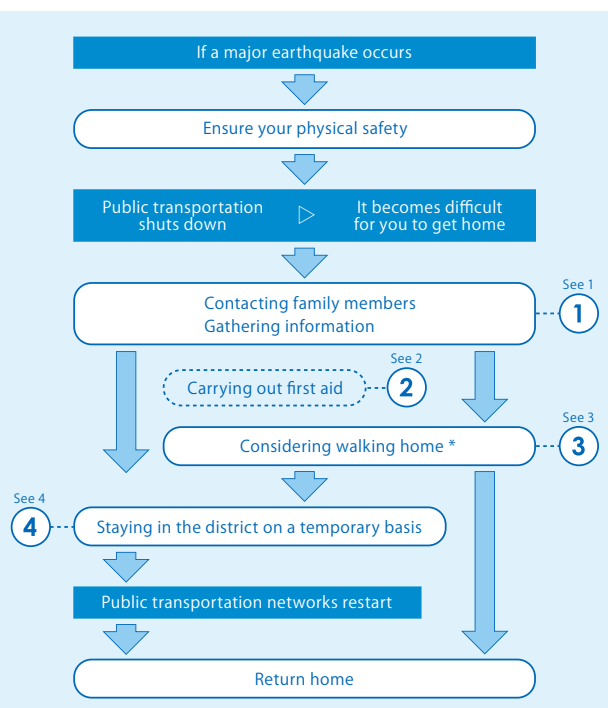 If a major earthquake occurs
Ensure your physical safety
Public transportation
shuts down
▷
It becomes difficult
for you to get home
Contacting family members
Gathering information
See 1
1
Carrying out first aid
See 2
2
Considering walking home *
See 3
3
See 4
4
Staying in the district on a temporary basis
Public transportation networks restart
Return home